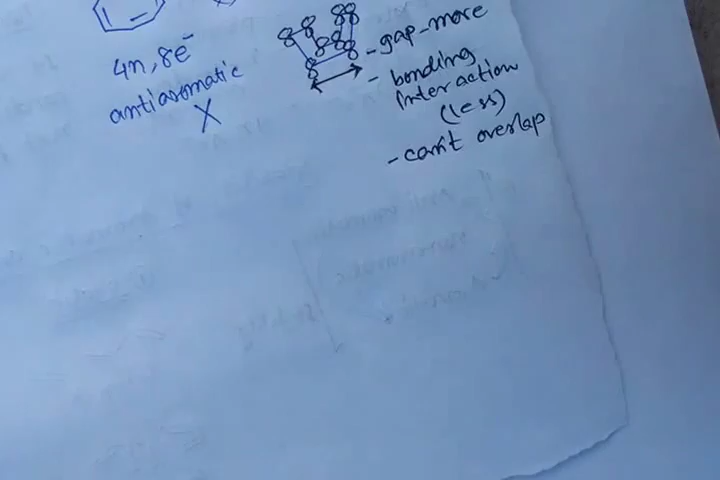 4n, 8e⁻
antiaromatic
X
- gap - more
- bonding
interaction
(less)
- can't overlap